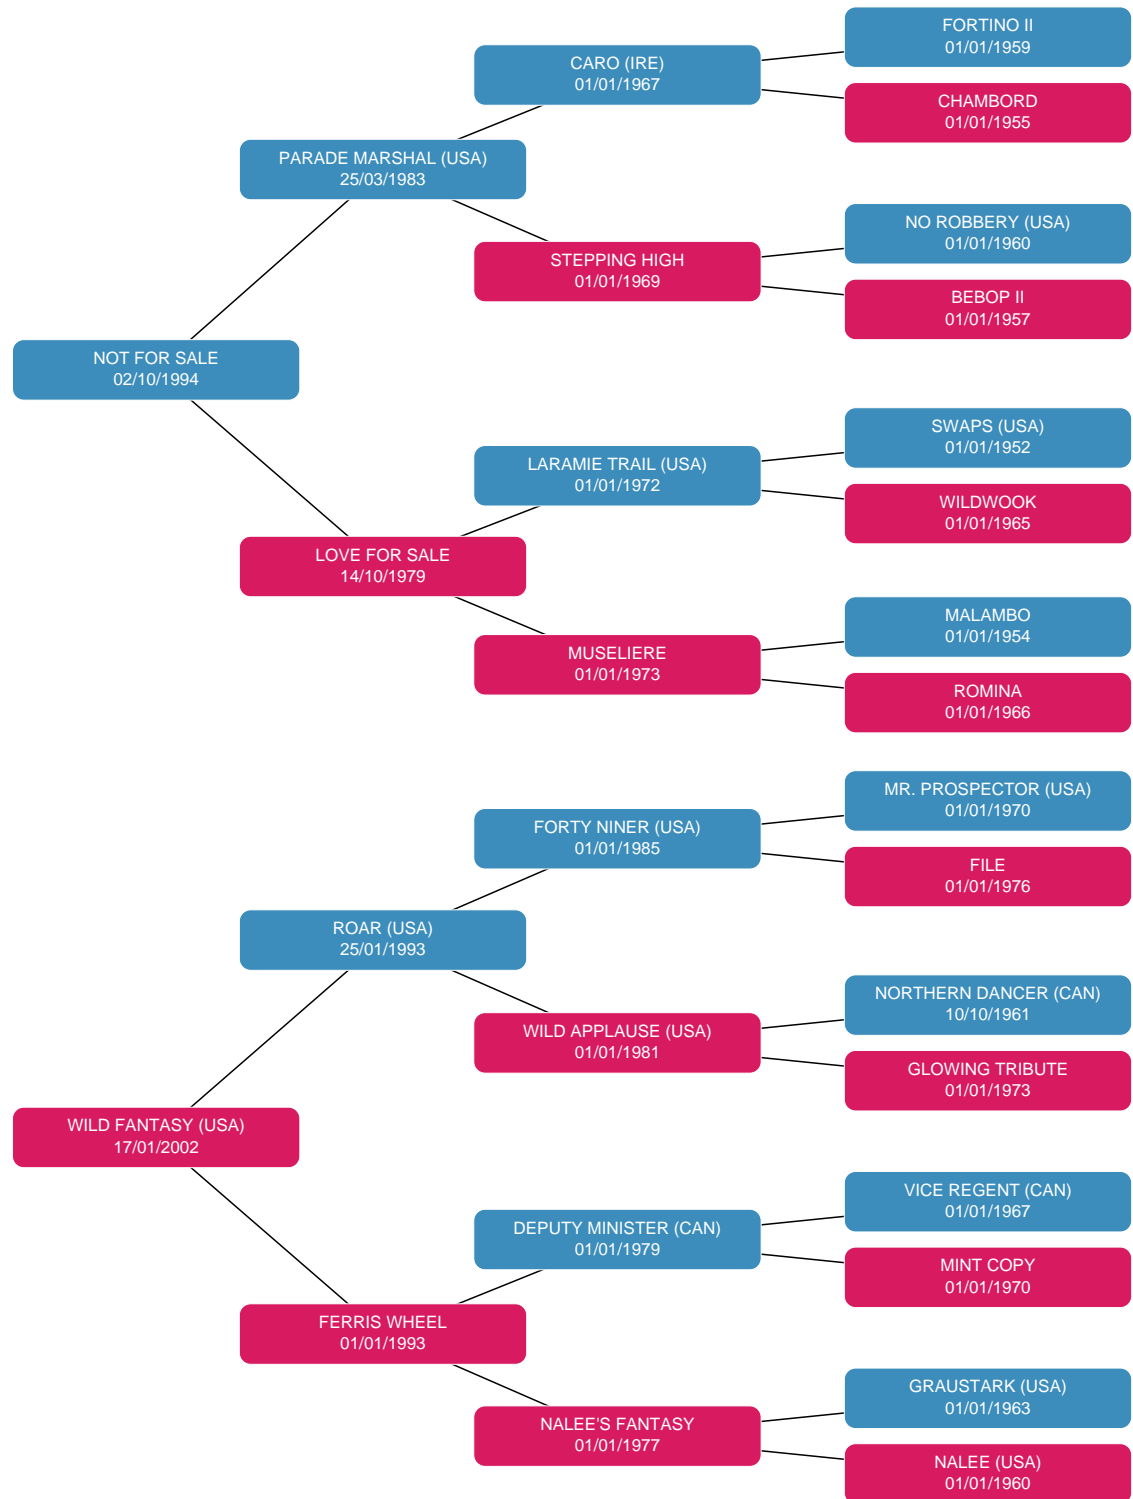 FORTINO II
01/01/1959
CARO (IRE)
01/01/1967
CHAMBORD
01/01/1955
PARADE MARSHAL (USA)
25/03/1983
NO ROBBERY (USA)
01/01/1960
STEPPING HIGH
01/01/1969
BEBOP II
01/01/1957
NOT FOR SALE
02/10/1994
SWAPS (USA)
01/01/1952
LARAMIE TRAIL (USA)
01/01/1972
WILDWOOK
01/01/1965
LOVE FOR SALE
14/10/1979
MALAMBO
01/01/1954
MUSELIERE
01/01/1973
ROMINA
01/01/1966
MR. PROSPECTOR (USA)
01/01/1970
FORTY NINER (USA)
01/01/1985
FILE
01/01/1976
ROAR (USA)
25/01/1993
NORTHERN DANCER (CAN)
10/10/1961
WILD APPLAUSE (USA)
01/01/1981
GLOWING TRIBUTE
01/01/1973
WILD FANTASY (USA)
17/01/2002
VICE REGENT (CAN)
01/01/1967
DEPUTY MINISTER (CAN)
01/01/1979
MINT COPY
01/01/1970
FERRIS WHEEL
01/01/1993
GRAUSTARK (USA)
01/01/1963
NALEE'S FANTASY
01/01/1977
NALEE (USA)
01/01/1960